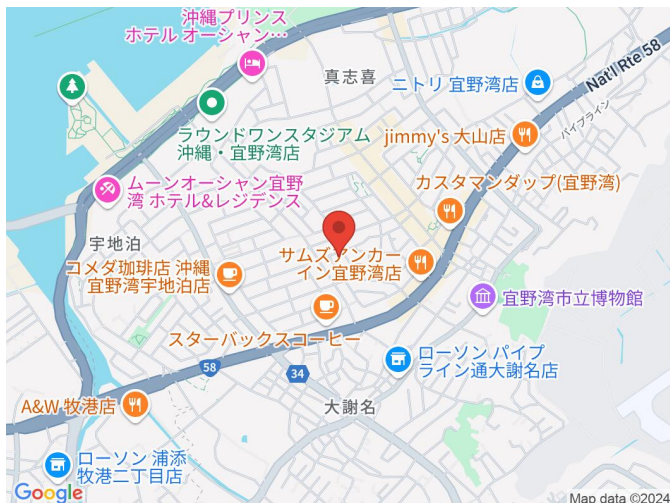 沖縄プリンス
ホテル オーシャン…
真志喜
ニトリ 宜野湾店
Nat'l Rte 58
パイプライン
ラウンドワンスタジアム
沖縄・宜野湾店
jimmy's 大山店
ムーンオーシャン宜野
湾 ホテル&レジデンス
カスタマンダップ(宜野湾)
宇地泊
コメダ珈琲店 沖縄
宜野湾宇地泊店
サムズアンカー
イン宜野湾店
宜野湾市立博物館
スターバックスコーヒー
ローソン パイプ
ライン通大謝名店
58
34
A&W 牧港店
大謝名
ローソン 浦添
牧港二丁目店
Google
Map data ©2024